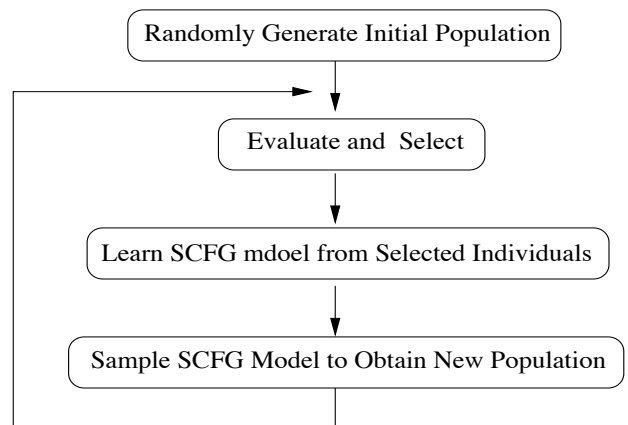 Randomly Generate Initial Population
Evaluate and Select
Learn SCFG mdoel from Selected Individuals
Sample SCFG Model to Obtain New Population